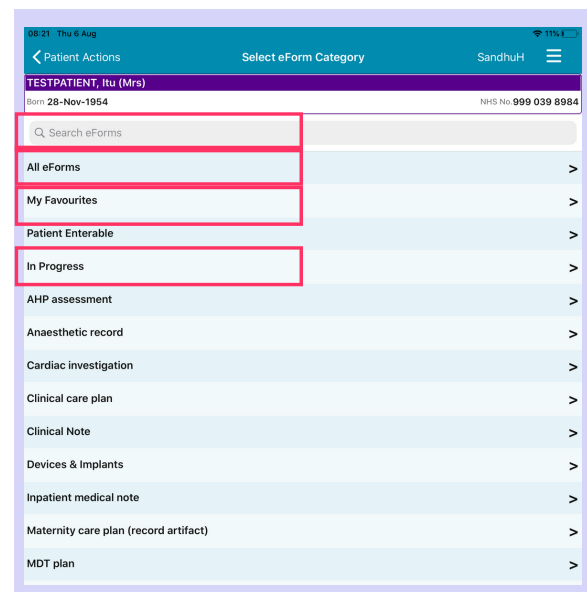 08:21 Thu 6 Aug 11%
Patient Actions Select eForm Category SandhuH
TESTPATIENT, Itu (Mrs)
Born 28-Nov-1954 NHS No. 999 039 8984
Search eForms
All eForms >
My Favourites >
Patient Enterable >
In Progress >
AHP assessment >
Anaesthetic record >
Cardiac investigation >
Clinical care plan >
Clinical Note >
Devices & Implants >
Inpatient medical note >
Maternity care plan (record artifact) >
MDT plan >